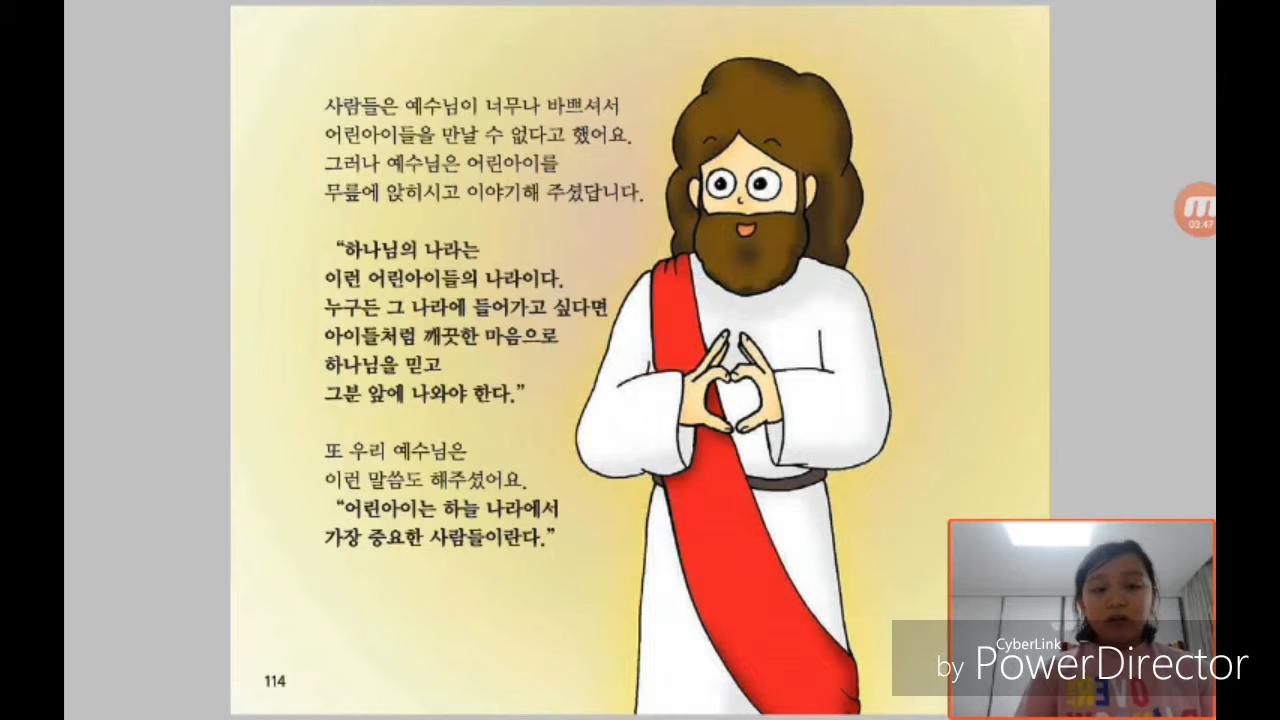 사람들은 예수님이 너무나 바쁘셔서
어린아이들을 만날 수 없다고 했어요.
그러나 예수님은 어린아이를
무릎에 앉히시고 이야기해 주셨답니다.
“하나님의 나라는
이런 어린아이들의 나라이다.
누구든 그 나라에 들어가고 싶다면
아이들처럼 깨끗한 마음으로
하나님을 믿고
그분 앞에 나와야 한다.”
또 우리 예수님은
이런 말씀도 해주셨어요.
“어린아이는 하늘 나라에서
가장 중요한 사람들이란다.”
114
03:47
CyberLink
by PowerDirector